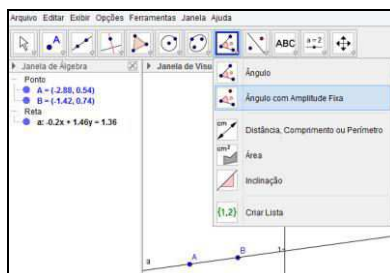 Arquivo Editar Exibir Opções Ferramentas Janela Ajuda
A
ABC
a=2
Janela de Álgebra
Janela de Visu
Ponto
A = (-2.88, 0.54)
B = (-1.42, 0.74)
Reta
a: -0.2x + 1.46y = 1.36
Ângulo
Ângulo com Amplitude Fixa
cm
Distância, Comprimento ou Perímetro
cm²
Área
Inclinação
{1,2}
Criar Lista
a
A
B
1